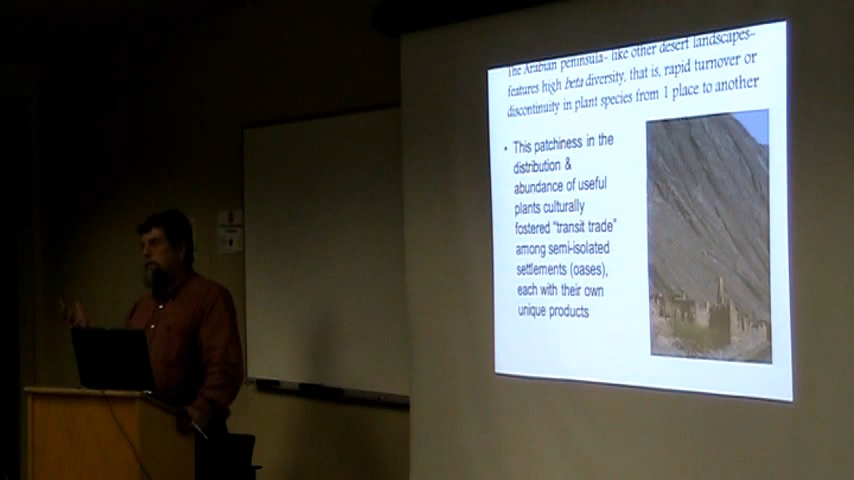 The Arabian peninsula- like other desert landscapes-
features high beta diversity, that is, rapid turnover or
discontinuity in plant species from 1 place to another
• This patchiness in the
distribution &
abundance of useful
plants culturally
fostered "transit trade"
among semi-isolated
settlements (oases),
each with their own
unique products